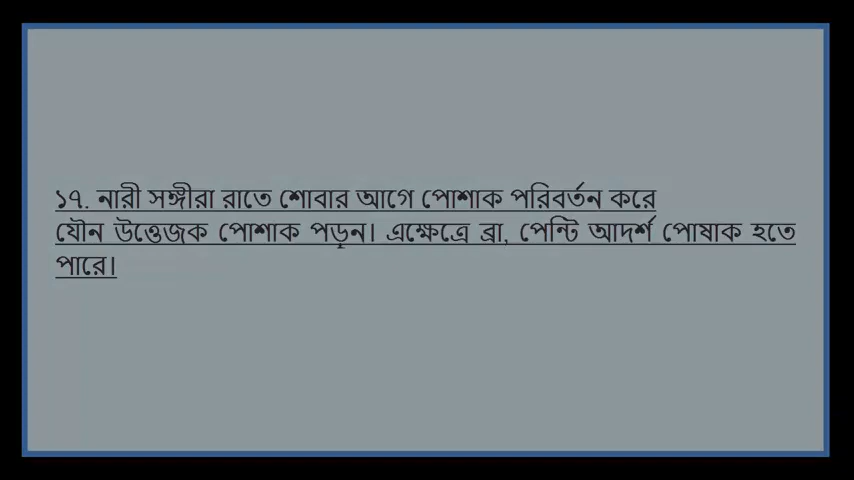 ১৭. নারী সঙ্গীরা রাতে শোবার আগে পোশাক পরিবর্তন করে
যৌন উত্তেজক পোশাক পড়ুন। এক্ষেত্রে ব্রা, পেন্টি আদর্শ পোষাক হতে
পারে।